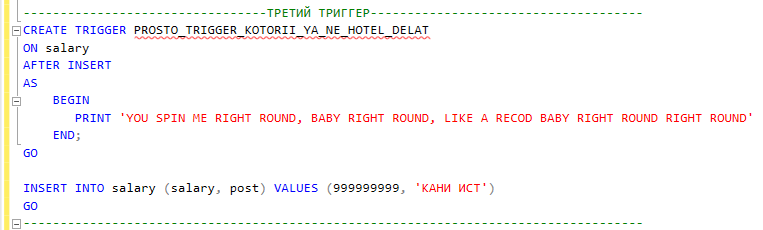 --------------------------------ТРЕТИЙ ТРИГГЕР------------------------------------
CREATE TRIGGER PROSTO_TRIGGER_KOTORII_YA_NE_HOTEL_DELAT
ON salary
AFTER INSERT
AS
BEGIN
PRINT 'YOU SPIN ME RIGHT ROUND, BABY RIGHT ROUND, LIKE A RECOD BABY RIGHT ROUND RIGHT ROUND'
END;
GO
INSERT INTO salary (salary, post) VALUES (999999999, 'КАНИ ИСТ')
GO
-----------------------------------------------------------------------------------